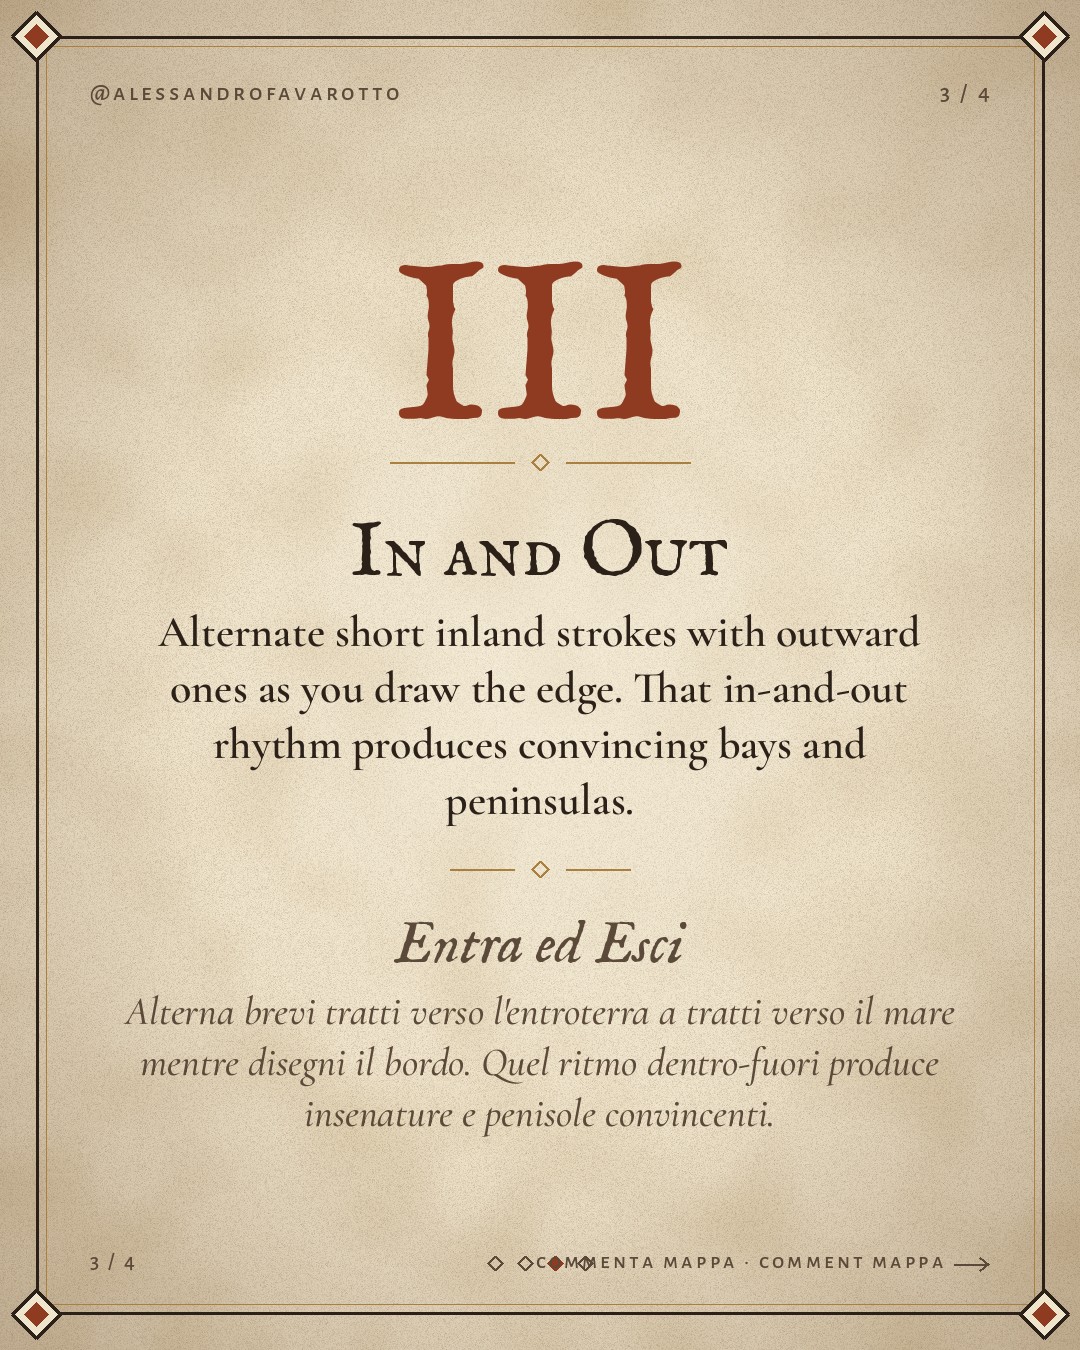 @ALESSANDROFAVAROTTO
3 / 4
III
In and Out
Alternate short inland strokes with outward
ones as you draw the edge. That in-and-out
rhythm produces convincing bays and
peninsulas.
Entra ed Esci
Alterna brevi tratti verso l'entroterra a tratti verso il mare
mentre disegni il bordo. Quel ritmo dentro-fuori produce
insenature e penisole convincenti.
3 / 4
COMMENTA MAPPA · COMMENT MAPPA